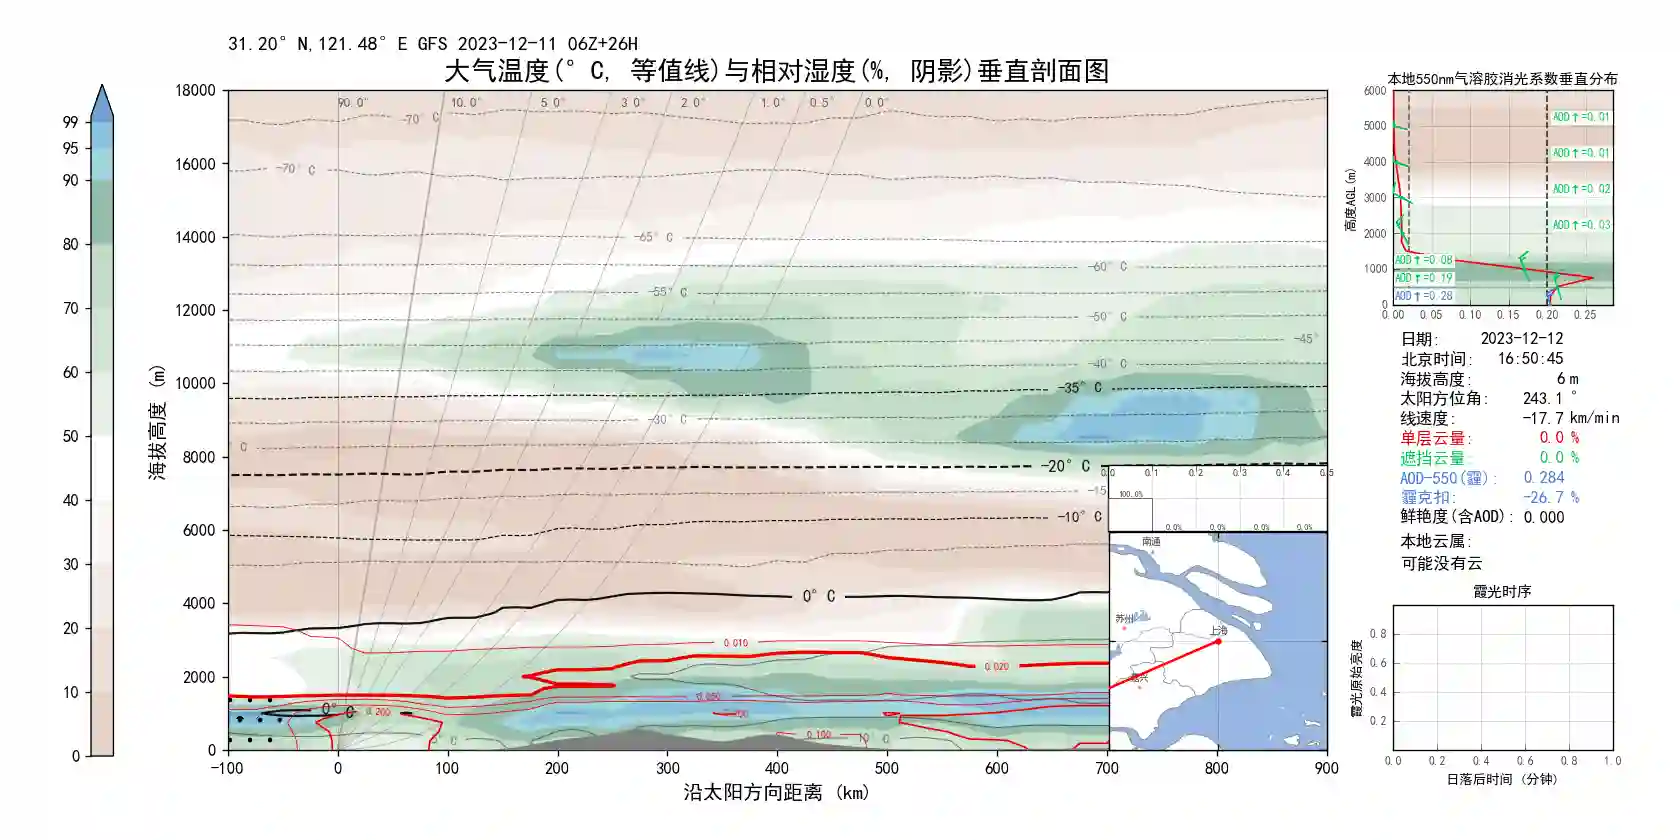 31.20° N,121.48° E GFS 2023-12-11 06Z+26H
大气温度(° C, 等值线)与相对湿度(%, 阴影)垂直剖面图
99
95
90
80
70
60
50
40
30
20
10
0
海拔高度 (m)
18000
16000
14000
12000
10000
8000
6000
4000
2000
0
-100 0 100 200 300 400 500 600 700 800 900
沿太阳方向距离 (km)
90.0° 10.0° 5.0° 3.0° 2.0° 1.0° 0.5° 0.0°
-70° C
-70° C
-65° C
-60° C
-55° C
-50° C
-45°
-40° C
-35° C
-30° C
C
-20° C
-15
-10° C
0° C
0.010
0.020
0.050
0° C 0.200
5° C 0.100 10° C
0.0 0.1 0.2 0.3 0.4 0.5
100.0%
0.0% 0.0% 0.0% 0.0%
南通
苏州
上海
嘉兴
本地550nm气溶胶消光系数垂直分布
高度AGL(m)
6000
5000
4000
3000
2000
1000
0
AOD↑=0.01
AOD↑=0.01
AOD↑=0.02
AOD↑=0.03
AOD↑=0.08
AOD↑=0.19
AOD↑=0.28
0.00 0.05 0.10 0.15 0.20 0.25
日期: 2023-12-12
北京时间: 16:50:45
海拔高度: 6 m
太阳方位角: 243.1 °
线速度: -17.7 km/min
单层云量: 0.0 %
遮挡云量: 0.0 %
AOD-550(霾): 0.284
霾克扣: -26.7 %
鲜艳度(含AOD): 0.000
本地云属:
可能没有云
霞光时序
霞光原始亮度
0.8
0.6
0.4
0.2
0.0 0.2 0.4 0.6 0.8 1.0
日落后时间 (分钟)